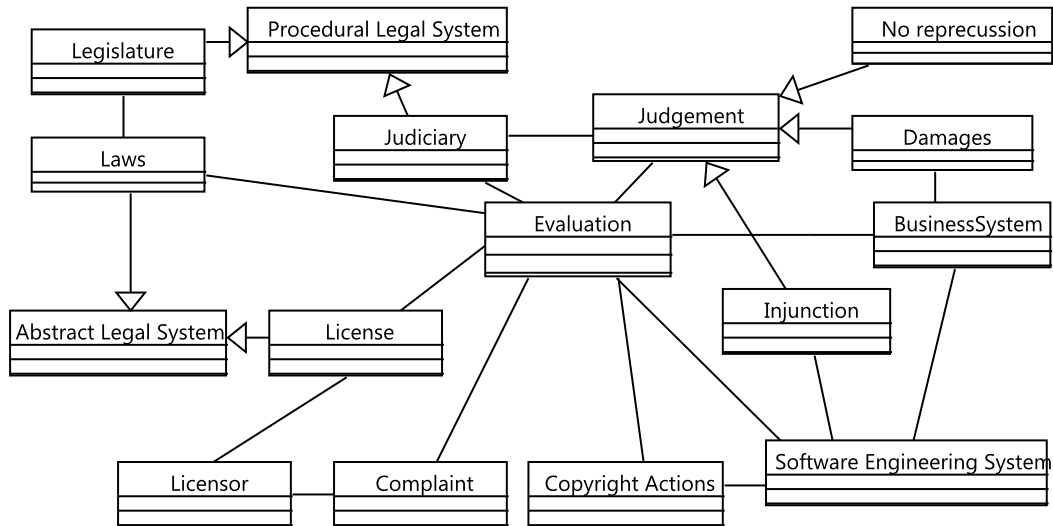 Procedural Legal System
No reprecussion
Legislature
Judgement
Judiciary
Damages
Laws
Evaluation
BusinessSystem
Injunction
Abstract Legal System
License
Software Engineering System
Licensor
Complaint
Copyright Actions